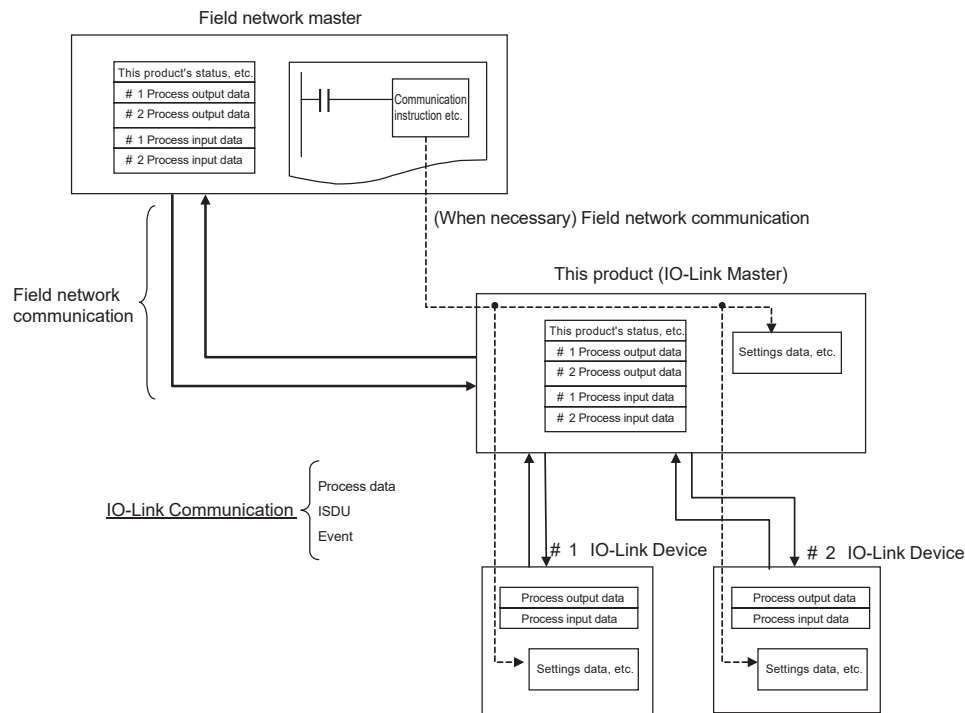 Field network master
This product's status, etc.
# 1 Process output data
# 2 Process output data
# 1 Process input data
# 2 Process input data
Communication
instruction etc.
(When necessary) Field network communication
Field network
communication
This product (IO-Link Master)
This product's status, etc.
# 1 Process output data
# 2 Process output data
# 1 Process input data
# 2 Process input data
Settings data, etc.
IO-Link Communication
Process data
ISDU
Event
# 1 IO-Link Device
Process output data
Process input data
Settings data, etc.
# 2 IO-Link Device
Process output data
Process input data
Settings data, etc.